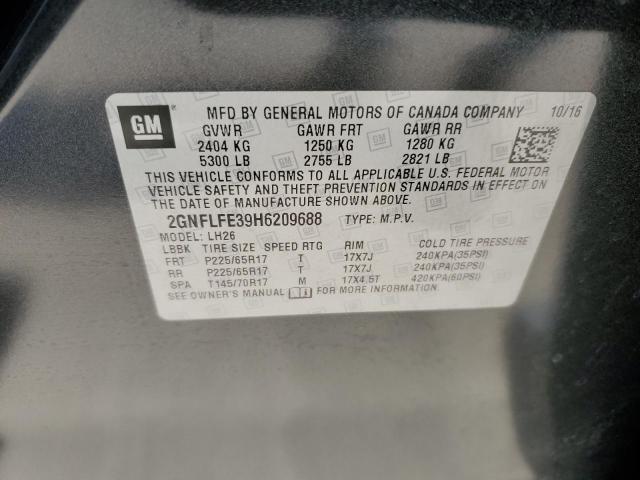 GM MFD BY GENERAL MOTORS OF CANADA COMPANY 10/16
GVWR GAWR FRT GAWR RR
2404 KG 1250 KG 1280 KG
5300 LB 2755 LB 2821 LB
THIS VEHICLE CONFORMS TO ALL APPLICABLE U.S. FEDERAL MOTOR
VEHICLE SAFETY AND THEFT PREVENTION STANDARDS IN EFFECT ON
THE DATE OF MANUFACTURE SHOWN ABOVE.
2GNFLFE39H6209688 TYPE: M.P.V.
MODEL: LH26
LBBK TIRE SIZE SPEED RTG RIM COLD TIRE PRESSURE
FRT P225/65R17 T 17X7J 240KPA(35PSI)
RR P225/65R17 T 17X7J 240KPA(35PSI)
SPA T145/70R17 M 17X4.5T 420KPA(60PSI)
SEE OWNER'S MANUAL FOR MORE INFORMATION